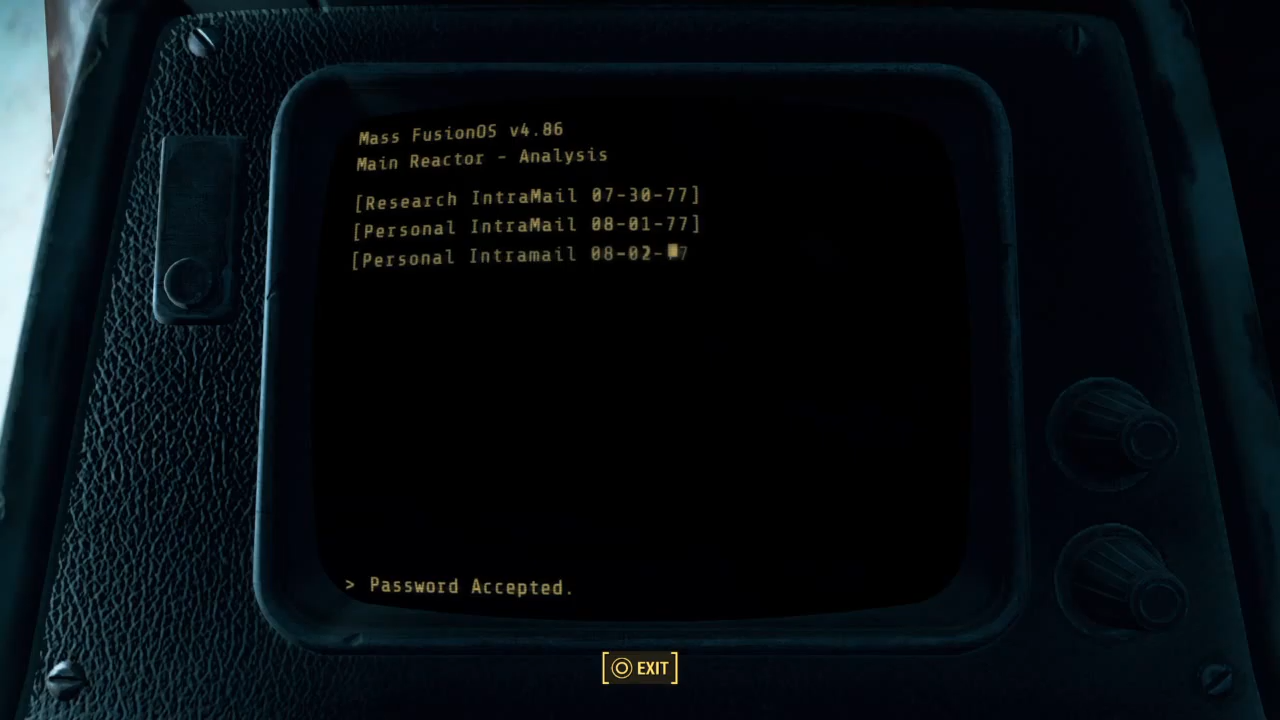 Mass FusionOS v4.86
Main Reactor - Analysis
[Research IntraMail 07-30-77]
[Personal IntraMail 08-01-77]
[Personal Intramail 08-02- 7
> Password Accepted.
[ EXIT]